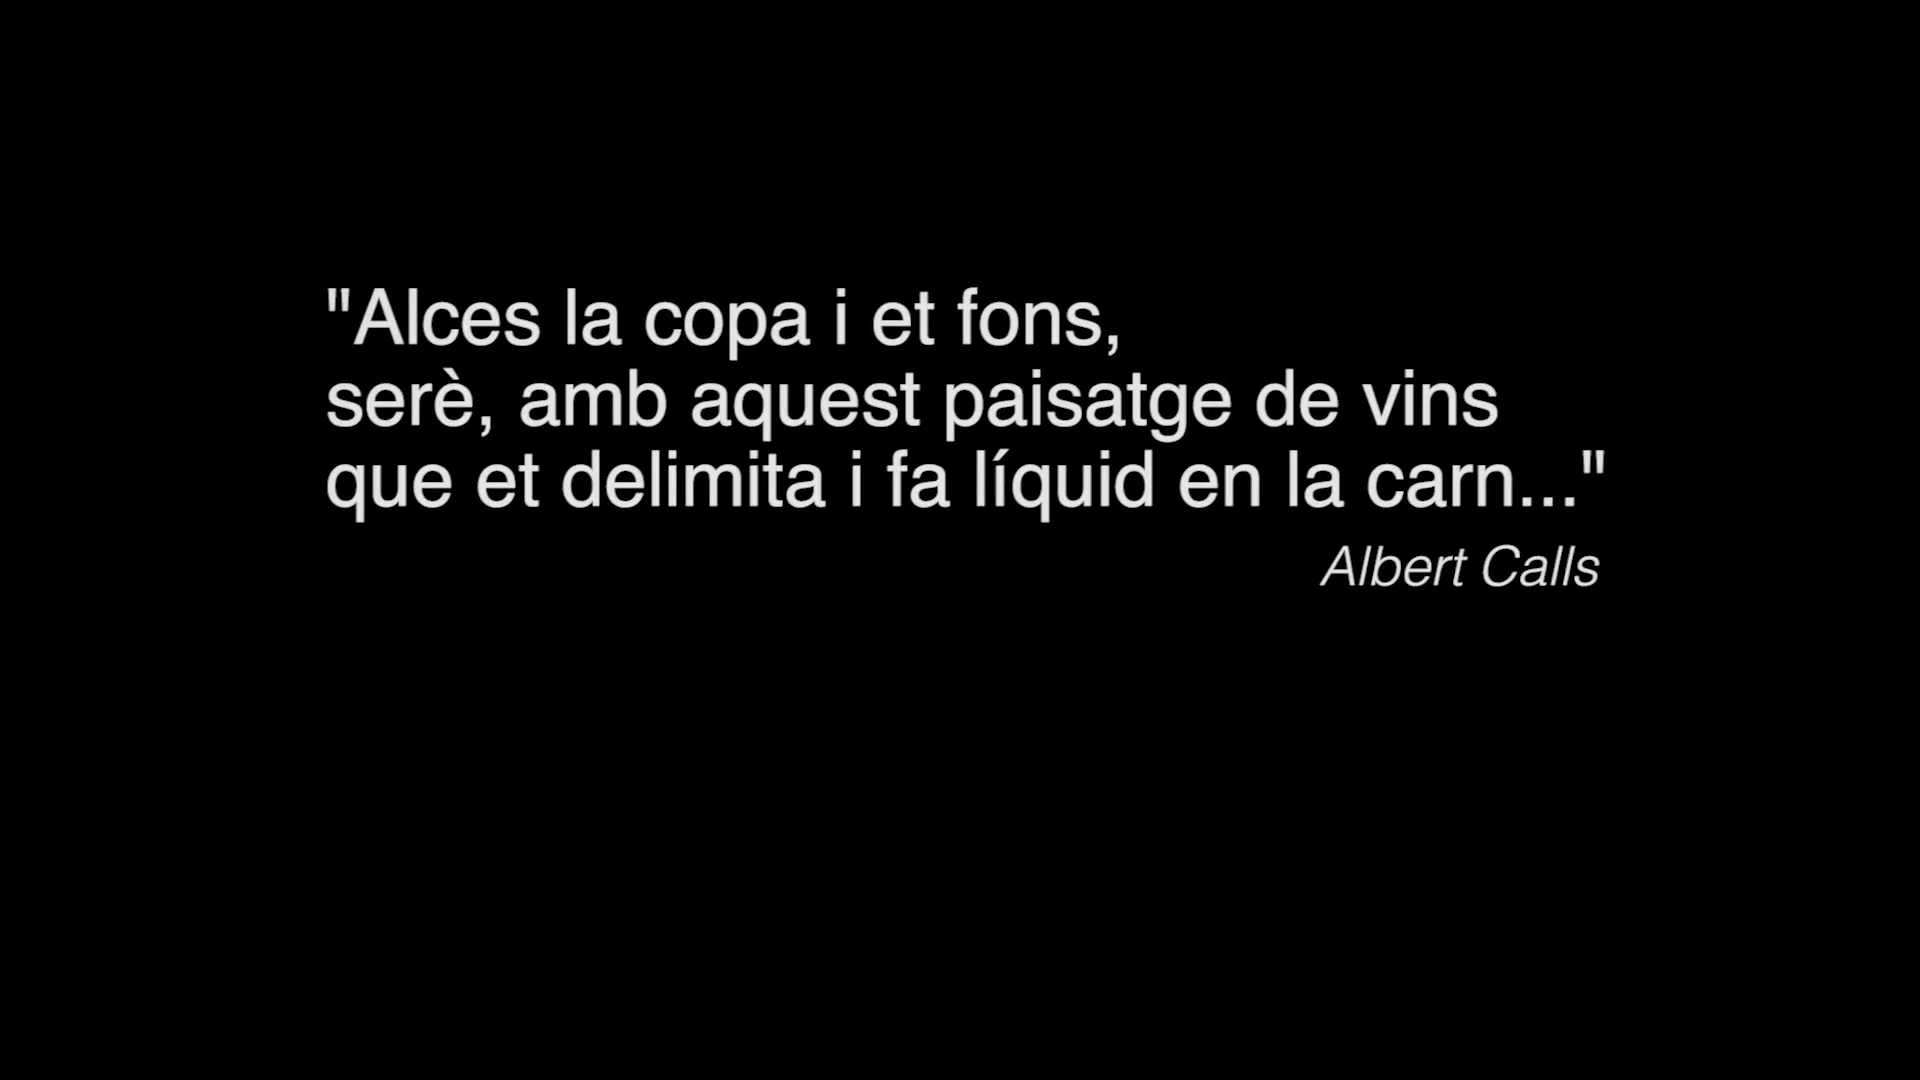 "Alces la copa i et fons,
serè, amb aquest paisatge de vins
que et delimita i fa líquid en la carn..."
Albert Calls